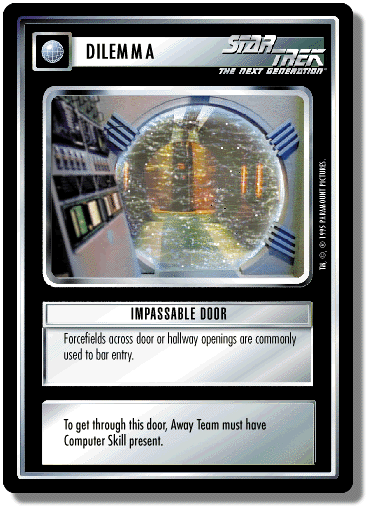 DILEMMA
STAR TREK
THE NEXT GENERATION™
TM, ©, ® 1995 PARAMOUNT PICTURES.
IMPASSABLE DOOR
Forcefields across door or hallway openings are commonly
used to bar entry.
To get through this door, Away Team must have
Computer Skill present.